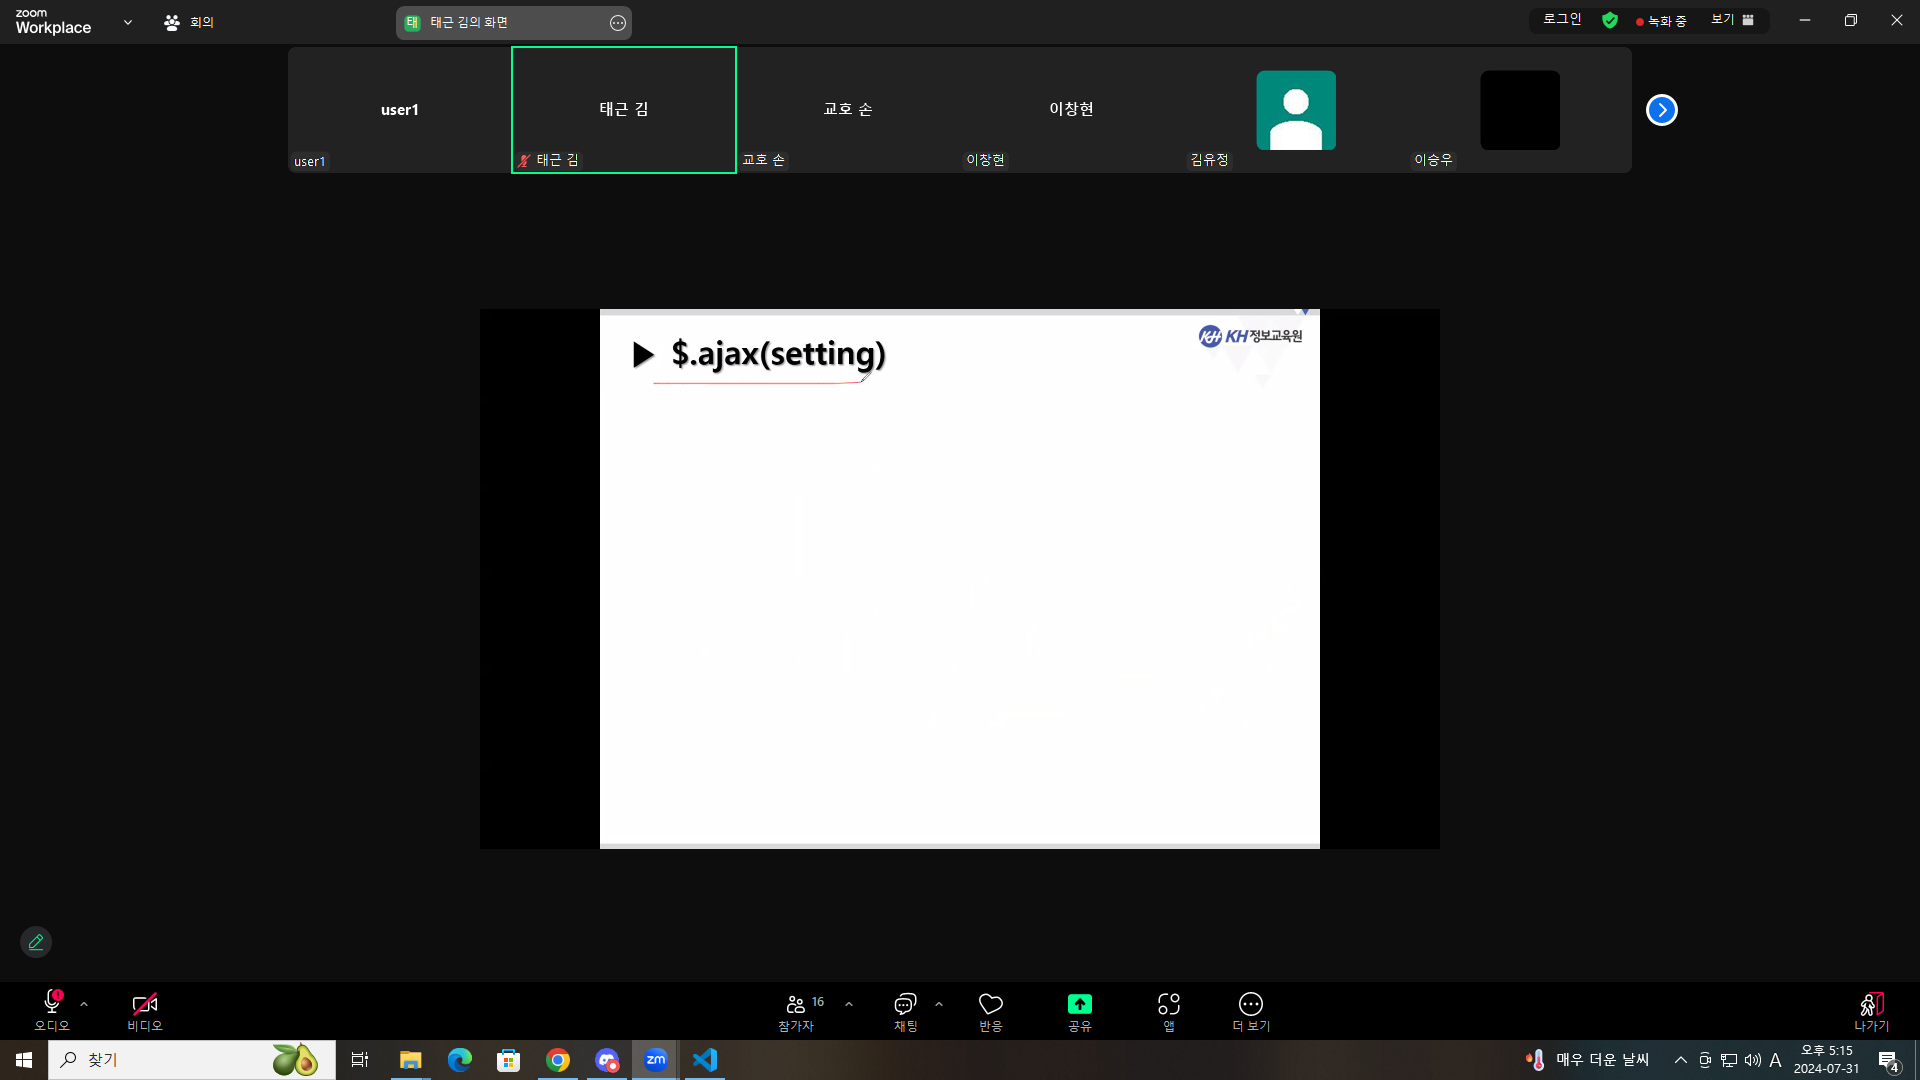 zoom
Workplace
회의
태 태근 김의 화면
로그인
녹화 중
보기
user1
태근 김
교호 손
이창현
user1
태근 김
교호 손
이창현
김유정
이승우
▶ $.ajax(setting)
KH KH정보교육원
오디오
비디오
16
참가자
채팅
반응
공유
앱
더 보기
나가기
찾기
zm
매우 더운 날씨
A
오후 5:15
2024-07-31
4